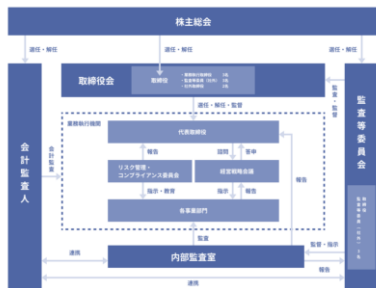 株主総会
選任・解任
選任・解任
選任・解任
取締役会
取締役
監査・監督
選任・解任・監督
業務執行機関
代表取締役
報告
諮問
答申
リスク管理・
コンプライアンス委員会
経営戦略会議
指示・教育
指示
報告
各事業部門
会計監査人
会計監査
監査等委員会
報告
監査
監督・指示
内部監査室
連携
報告
連携